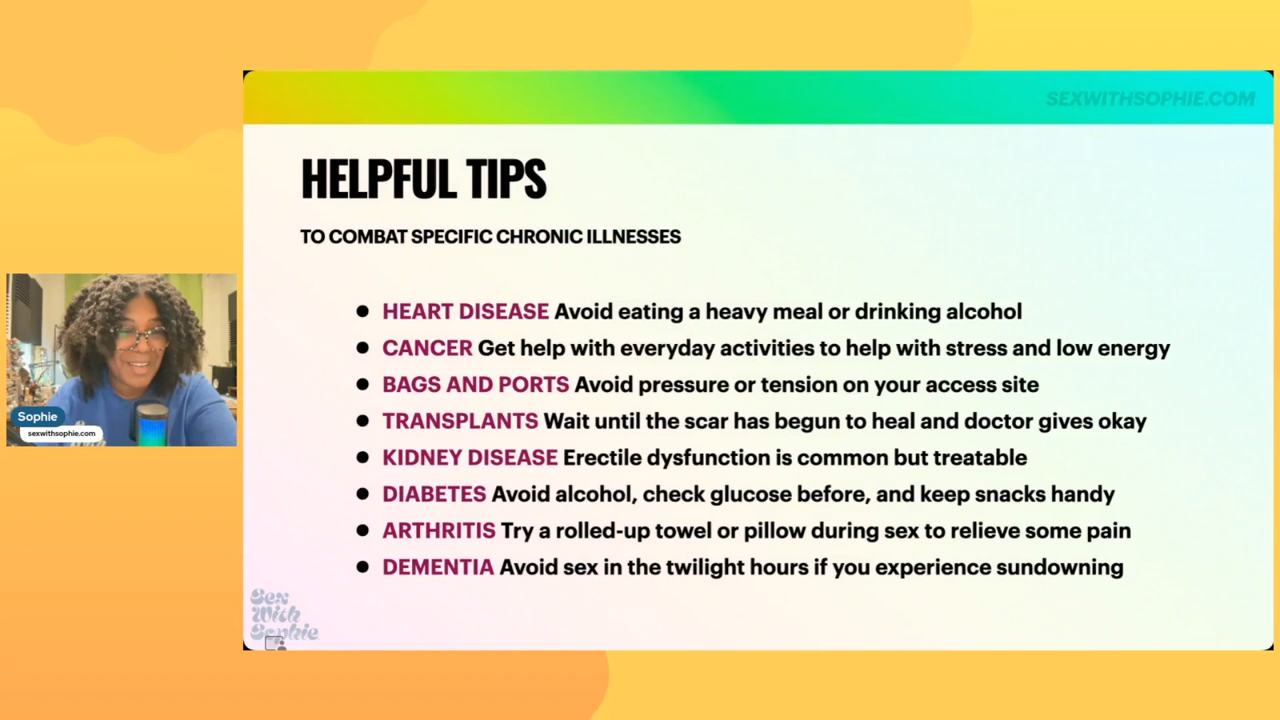 SEXWITHSOPHIE.COM
HELPFUL TIPS
TO COMBAT SPECIFIC CHRONIC ILLNESSES
● HEART DISEASE Avoid eating a heavy meal or drinking alcohol
● CANCER Get help with everyday activities to help with stress and low energy
● BAGS AND PORTS Avoid pressure or tension on your access site
● TRANSPLANTS Wait until the scar has begun to heal and doctor gives okay
● KIDNEY DISEASE Erectile dysfunction is common but treatable
● DIABETES Avoid alcohol, check glucose before, and keep snacks handy
● ARTHRITIS Try a rolled-up towel or pillow during sex to relieve some pain
● DEMENTIA Avoid sex in the twilight hours if you experience sundowning
Sophie
sexwithsophie.com
Sex
With
Sophie